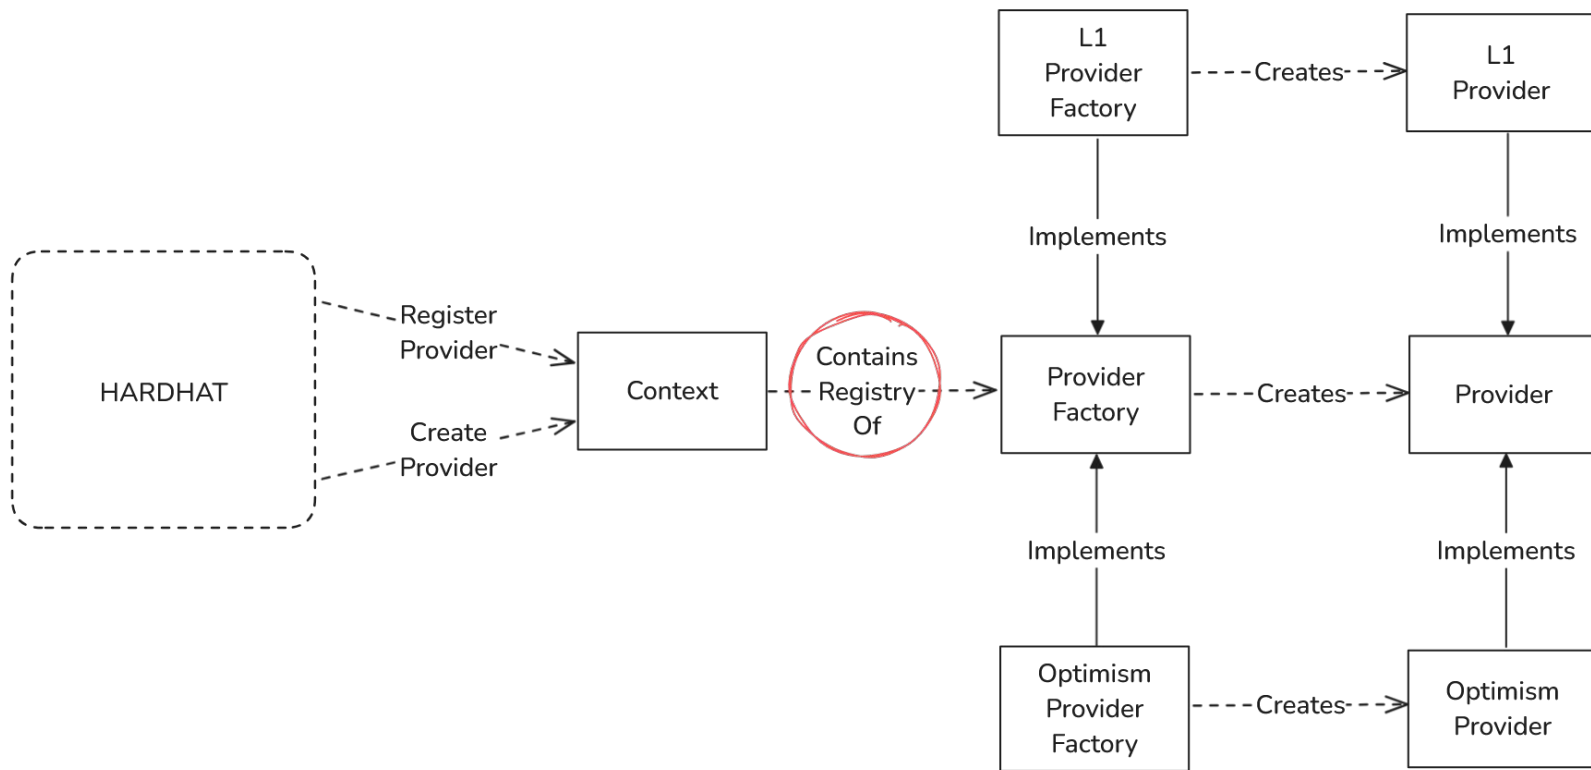 L1
Provider
Factory
Creates
L1
Provider
Implements
Implements
HARDHAT
Register
Provider
Create
Provider
Context
Contains
Registry
Of
Provider
Factory
Creates
Provider
Implements
Implements
Optimism
Provider
Factory
Creates
Optimism
Provider